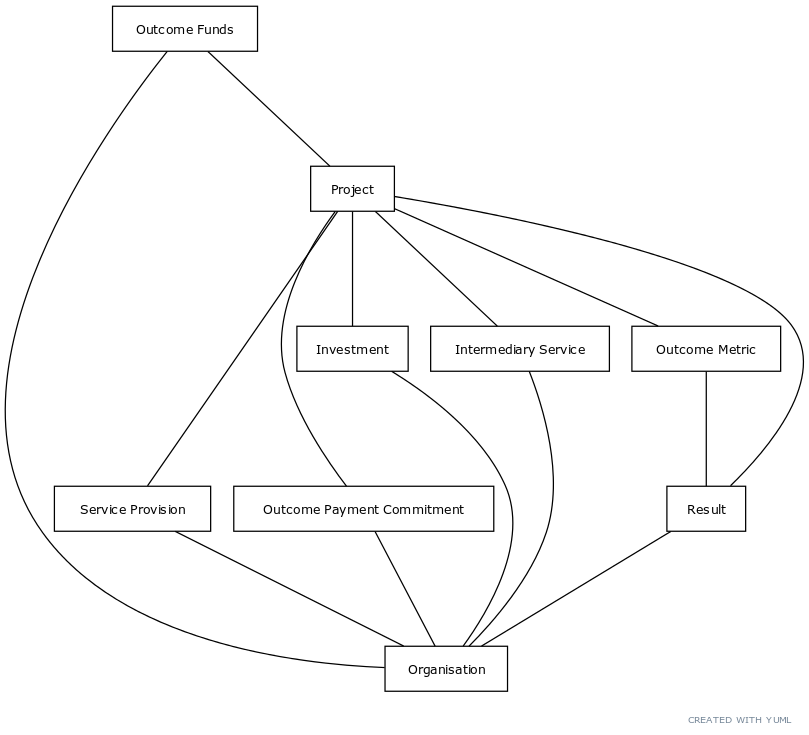 Outcome Funds
Project
Investment
Intermediary Service
Outcome Metric
Service Provision
Outcome Payment Commitment
Result
Organisation
CREATED WITH YUML